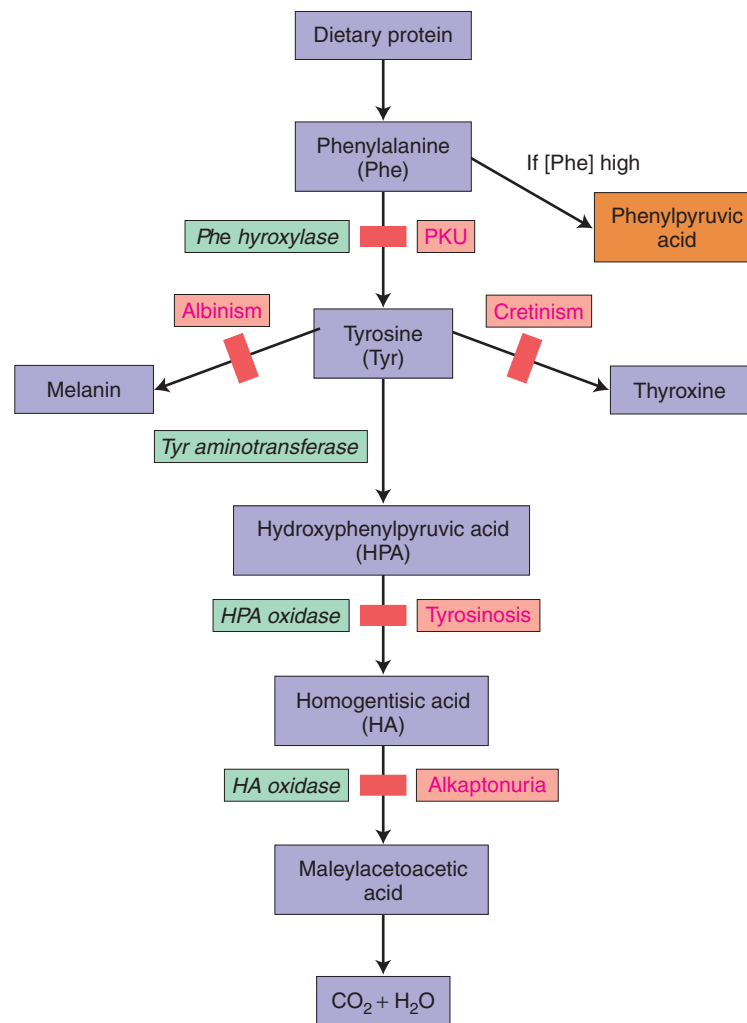 Dietary protein
Phenylalanine
(Phe)
If [Phe] high
Phenylpyruvic
acid
Phe hyroxylase
PKU
Albinism
Cretinism
Tyrosine
(Tyr)
Melanin
Thyroxine
Tyr aminotransferase
Hydroxyphenylpyruvic acid
(HPA)
HPA oxidase
Tyrosinosis
Homogentisic acid
(HA)
HA oxidase
Alkaptonuria
Maleylacetoacetic
acid
CO₂ + H₂O